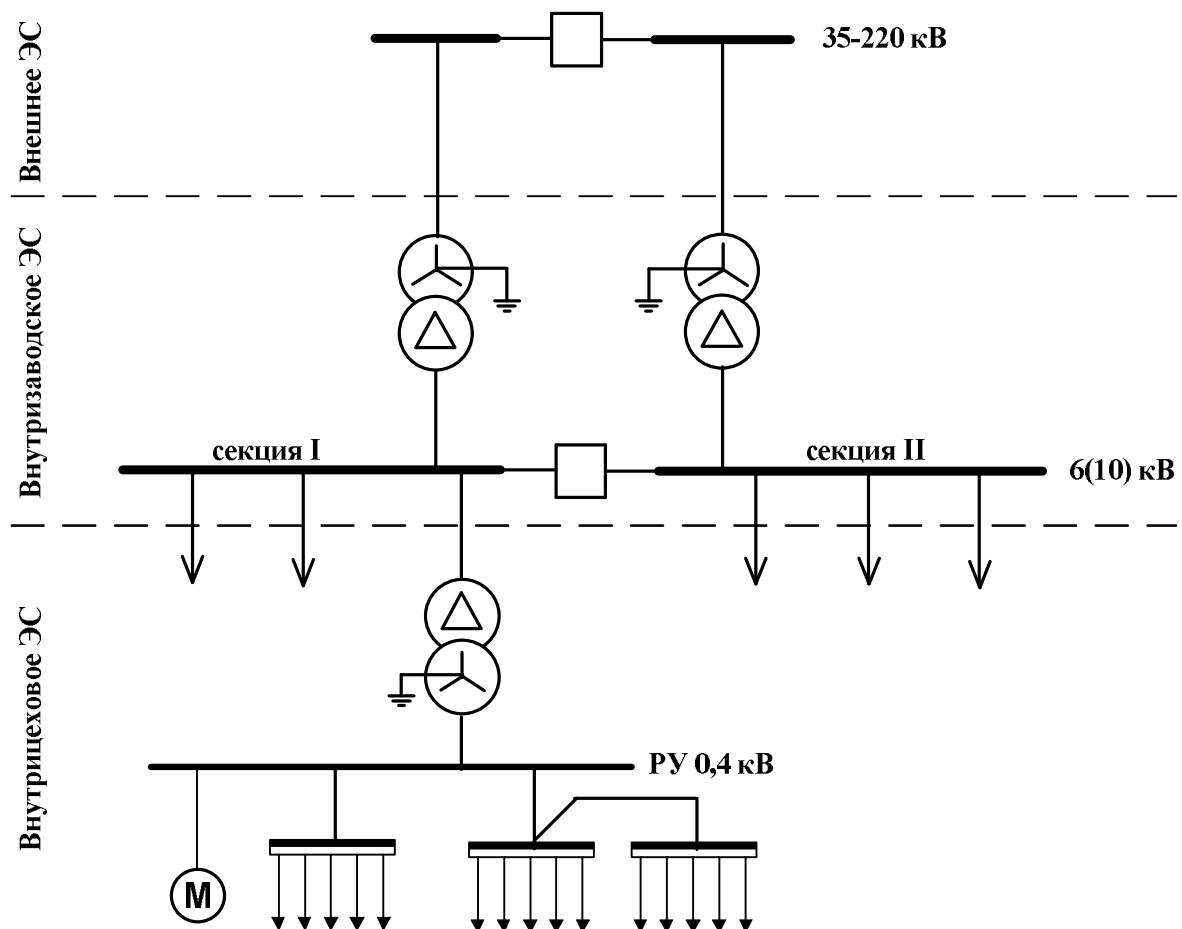 Внешнее ЭС
35-220 кВ
Внутризаводское ЭС
секция I
секция II
6(10) кВ
Внутрицеховое ЭС
РУ 0,4 кВ
М